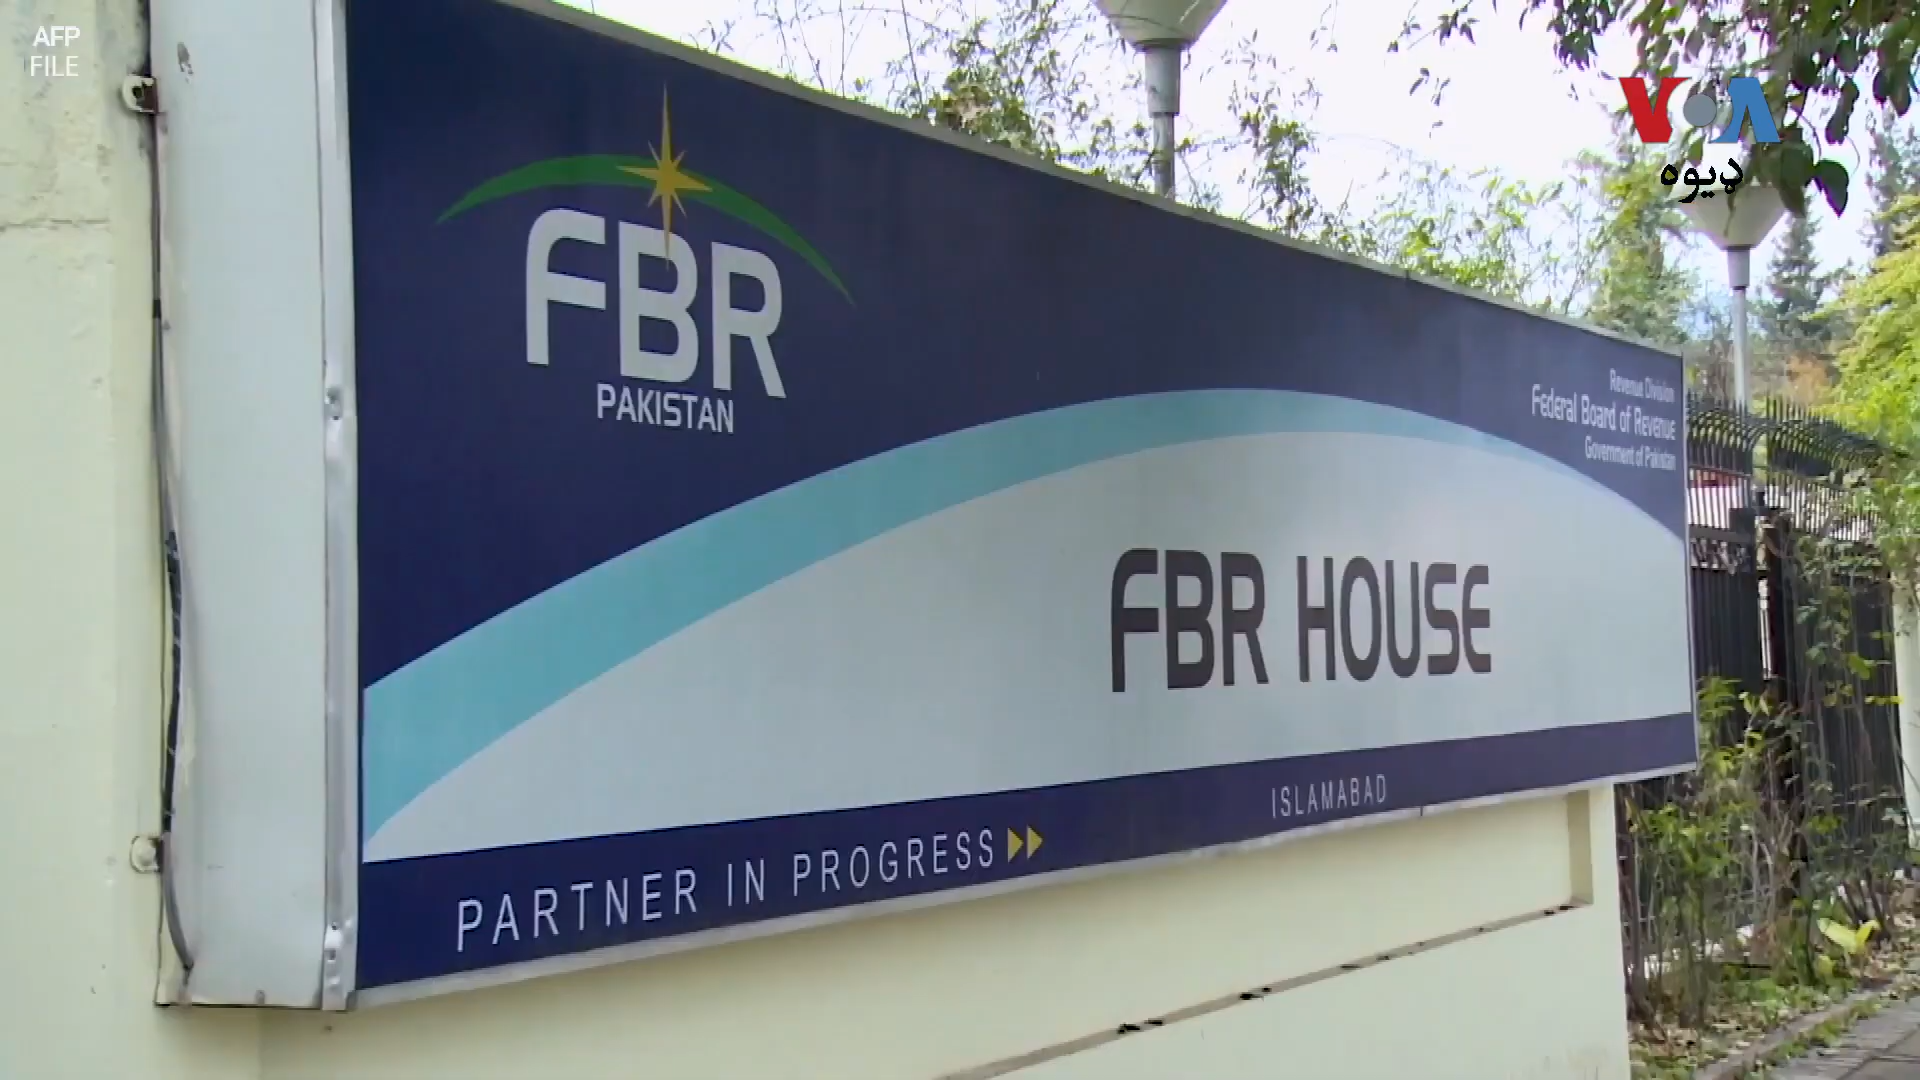 AFP
FILE
VOA
ډیوه
FBR
PAKISTAN
Revenue Division
Federal Board of Revenue
Government of Pakistan
FBR HOUSE
ISLAMABAD
PARTNER IN PROGRESS